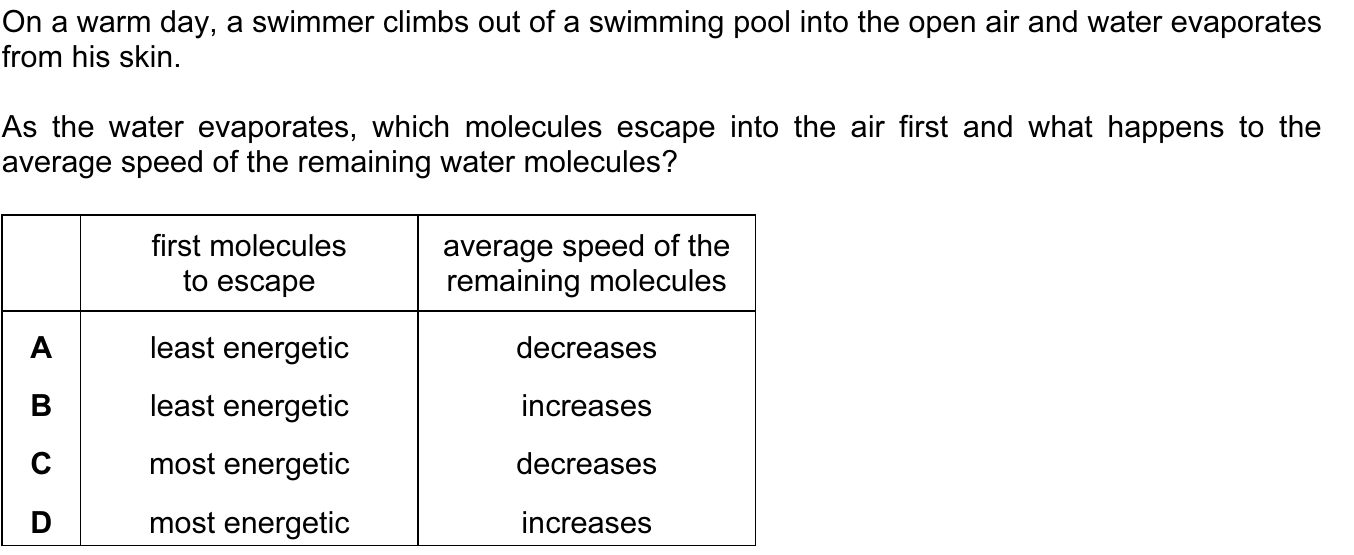 On a warm day, a swimmer climbs out of a swimming pool into the open air and water evaporates
from his skin.
As the water evaporates, which molecules escape into the air first and what happens to the
average speed of the remaining water molecules?
first molecules to escape | average speed of the remaining molecules
A least energetic decreases
B least energetic increases
C most energetic decreases
D most energetic increases